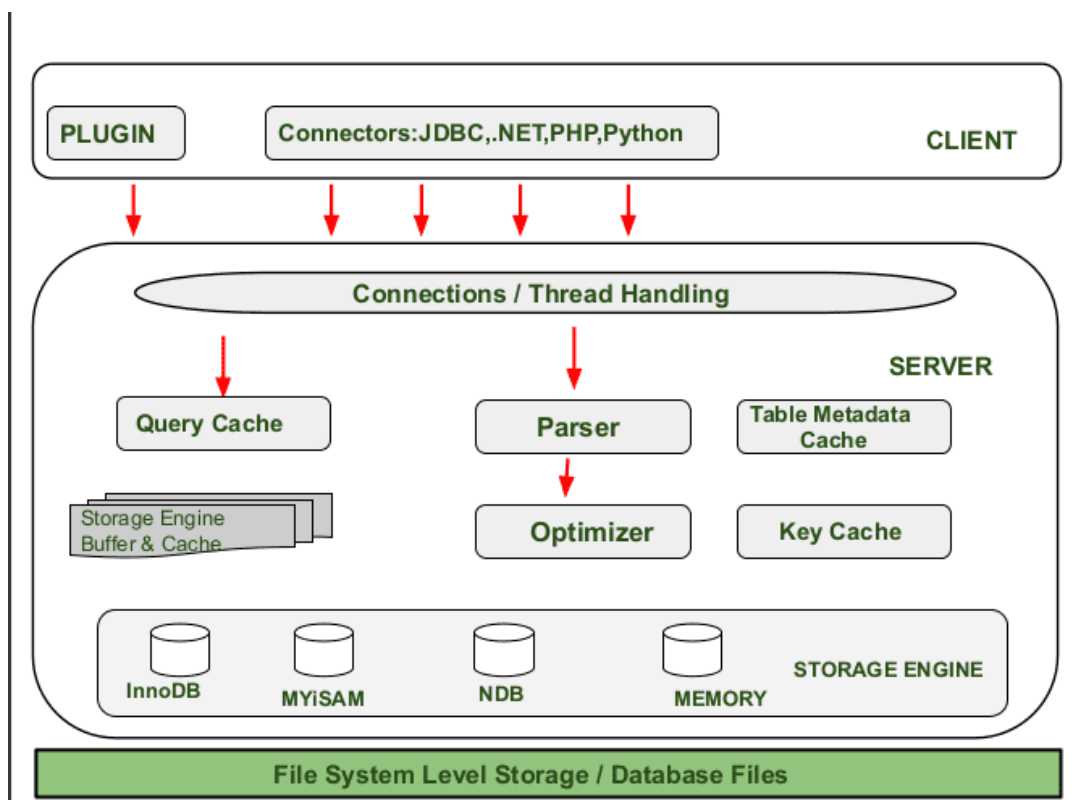 PLUGIN
Connectors:JDBC,.NET,PHP,Python
CLIENT
Connections / Thread Handling
SERVER
Query Cache
Parser
Table Metadata
Cache
Storage Engine
Buffer & Cache
Optimizer
Key Cache
InnoDB
MYiSAM
NDB
MEMORY
STORAGE ENGINE
File System Level Storage / Database Files